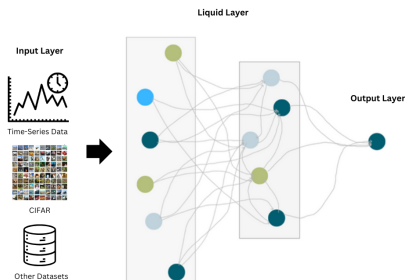 Liquid Layer
Input Layer
Time-Series Data
CIFAR
Other Datasets
Output Layer